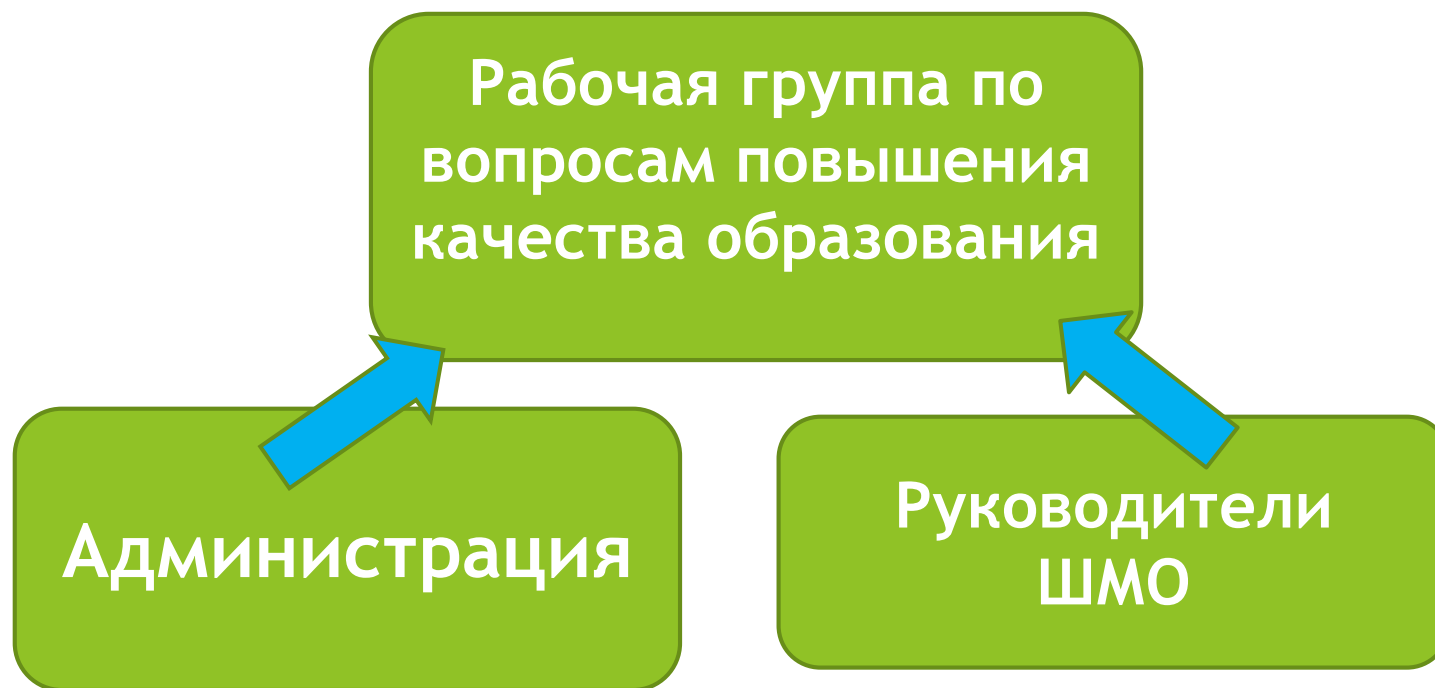 Рабочая группа по
вопросам повышения
качества образования
Администрация
Руководители
ШМО